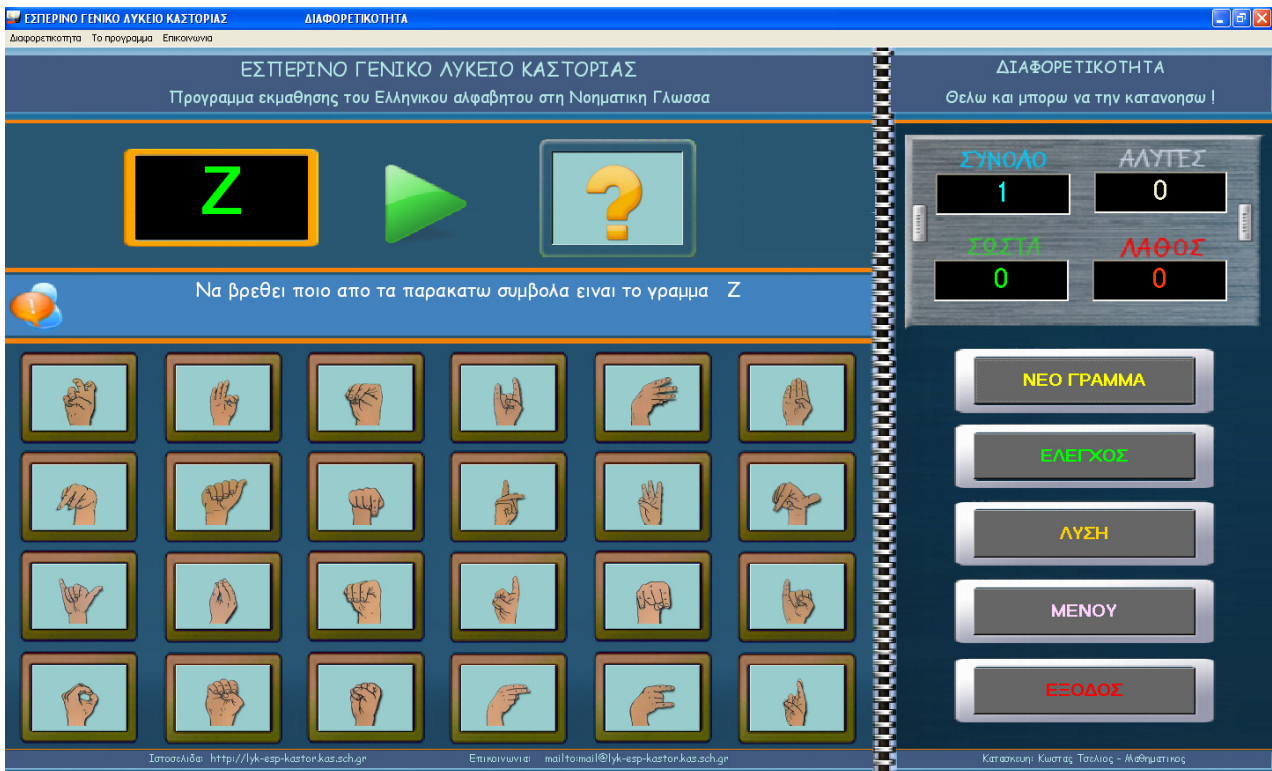 ΕΣΠΕΡΙΝΟ ΓΕΝΙΚΟ ΛΥΚΕΙΟ ΚΑΣΤΟΡΙΑΣ ΔΙΑΦΟΡΕΤΙΚΟΤΗΤΑ
Διαφορετικοτητα Το προγραμμα Επικοινωνια
ΕΣΠΕΡΙΝΟ ΓΕΝΙΚΟ ΛΥΚΕΙΟ ΚΑΣΤΟΡΙΑΣ
Προγραμμα εκμαθησης του Ελληνικου αλφαβητου στη Νοηματικη Γλωσσα
ΔΙΑΦΟΡΕΤΙΚΟΤΗΤΑ
Θελω και μπορω να την κατανοησω !
Ζ
?
ΣΥΝΟΛΟ ΑΛΥΤΕΣ
1 0
ΣΩΣΤΑ ΛΑΘΟΣ
0 0
Να βρεθει ποιο απο τα παρακατω συμβολα ειναι το γραμμα Ζ
ΝΕΟ ΓΡΑΜΜΑ
ΕΛΕΓΧΟΣ
ΛΥΣΗ
ΜΕΝΟΥ
ΕΞΟΔΟΣ
Ιστοσελιδα: http://lyk-esp-kastor.kas.sch.gr Επικοινωνια: mailto:mail@lyk-esp-kastor.kas.sch.gr
Κατασκευη: Κωστας Τσελιος - Μαθηματικος